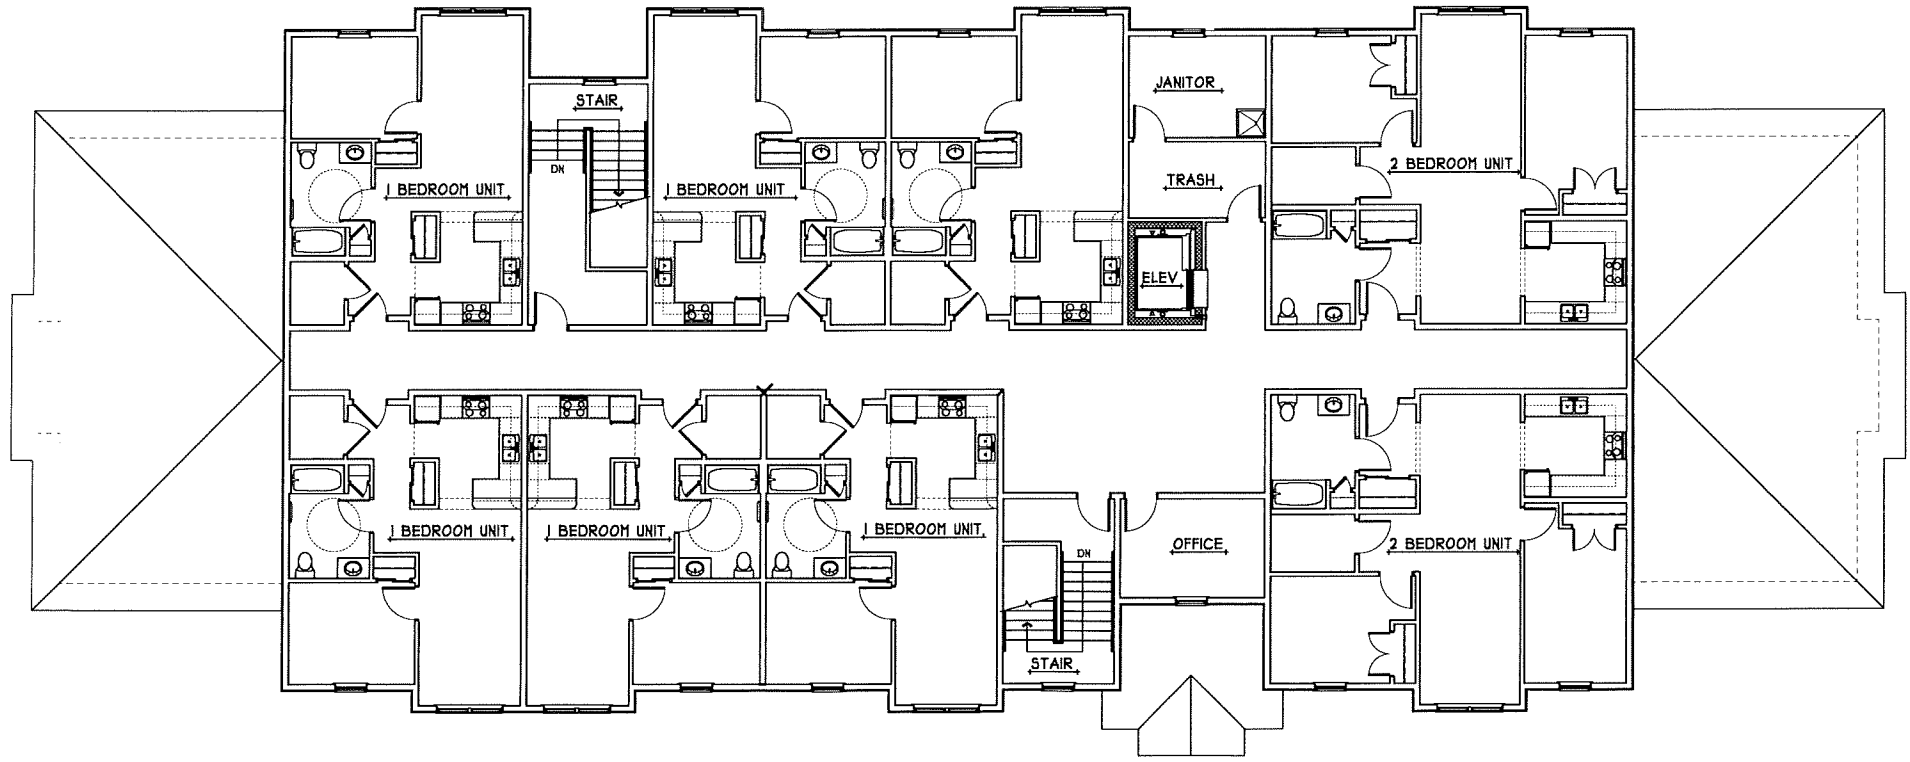 JANITOR
STAIR
DN
2 BEDROOM UNIT
TRASH
1 BEDROOM UNIT
1 BEDROOM UNIT
ELEV
1 BEDROOM UNIT
1 BEDROOM UNIT
1 BEDROOM UNIT
OFFICE
2 BEDROOM UNIT
DN
STAIR